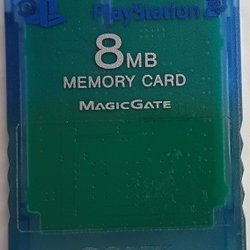 PlayStation 2
8MB
MEMORY CARD
MAGICGATE